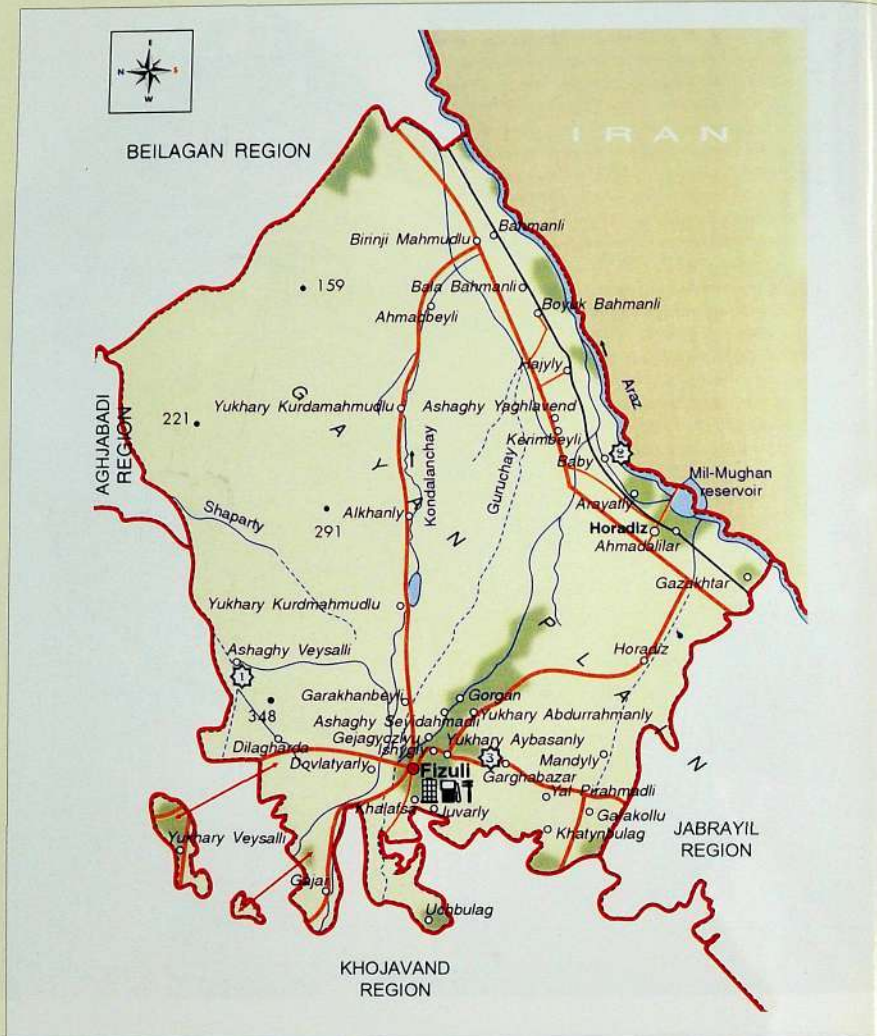 E
N S
W
IRAN
BEILAGAN REGION
Bahmanli
Birinji Mahmudlu
159
Bala Bahmanli
Boyuk Bahmanli
Ahmadbeyli
Hajyly
Araz
Yukhary Kurdamahmudlu
Ashaghy Yaghlavend
221
Kerimbeyli
AGHJABADI
REGION
Baby
Mil-Mughan
reservoir
Kondalanchay
Guruchay
Arayatly
Shaparty
291
Alkhanly
Horadiz
Ahmadalilar
Gazakhtar
Yukhary Kurdmahmudlu
GAYAN PLAIN
Ashaghy Veysalli
1
Horadiz
348
Garakhanbeyli
Gorgan
Ashaghy Seyidahmadli
Yukhary Abdurrahmanly
Gejagyozlyu
Ishygly
Yukhary Aybasanly
Dilagharda
Dovlatyarly
3
Mandyly
Fizuli
Garghabazar
Yal Pirahmadli
Khalafsa
Juvarly
Garakollu
Khatynbulag
Yukhary Veysalli
JABRAYIL
REGION
Gajar
Uchbulag
KHOJAVAND
REGION